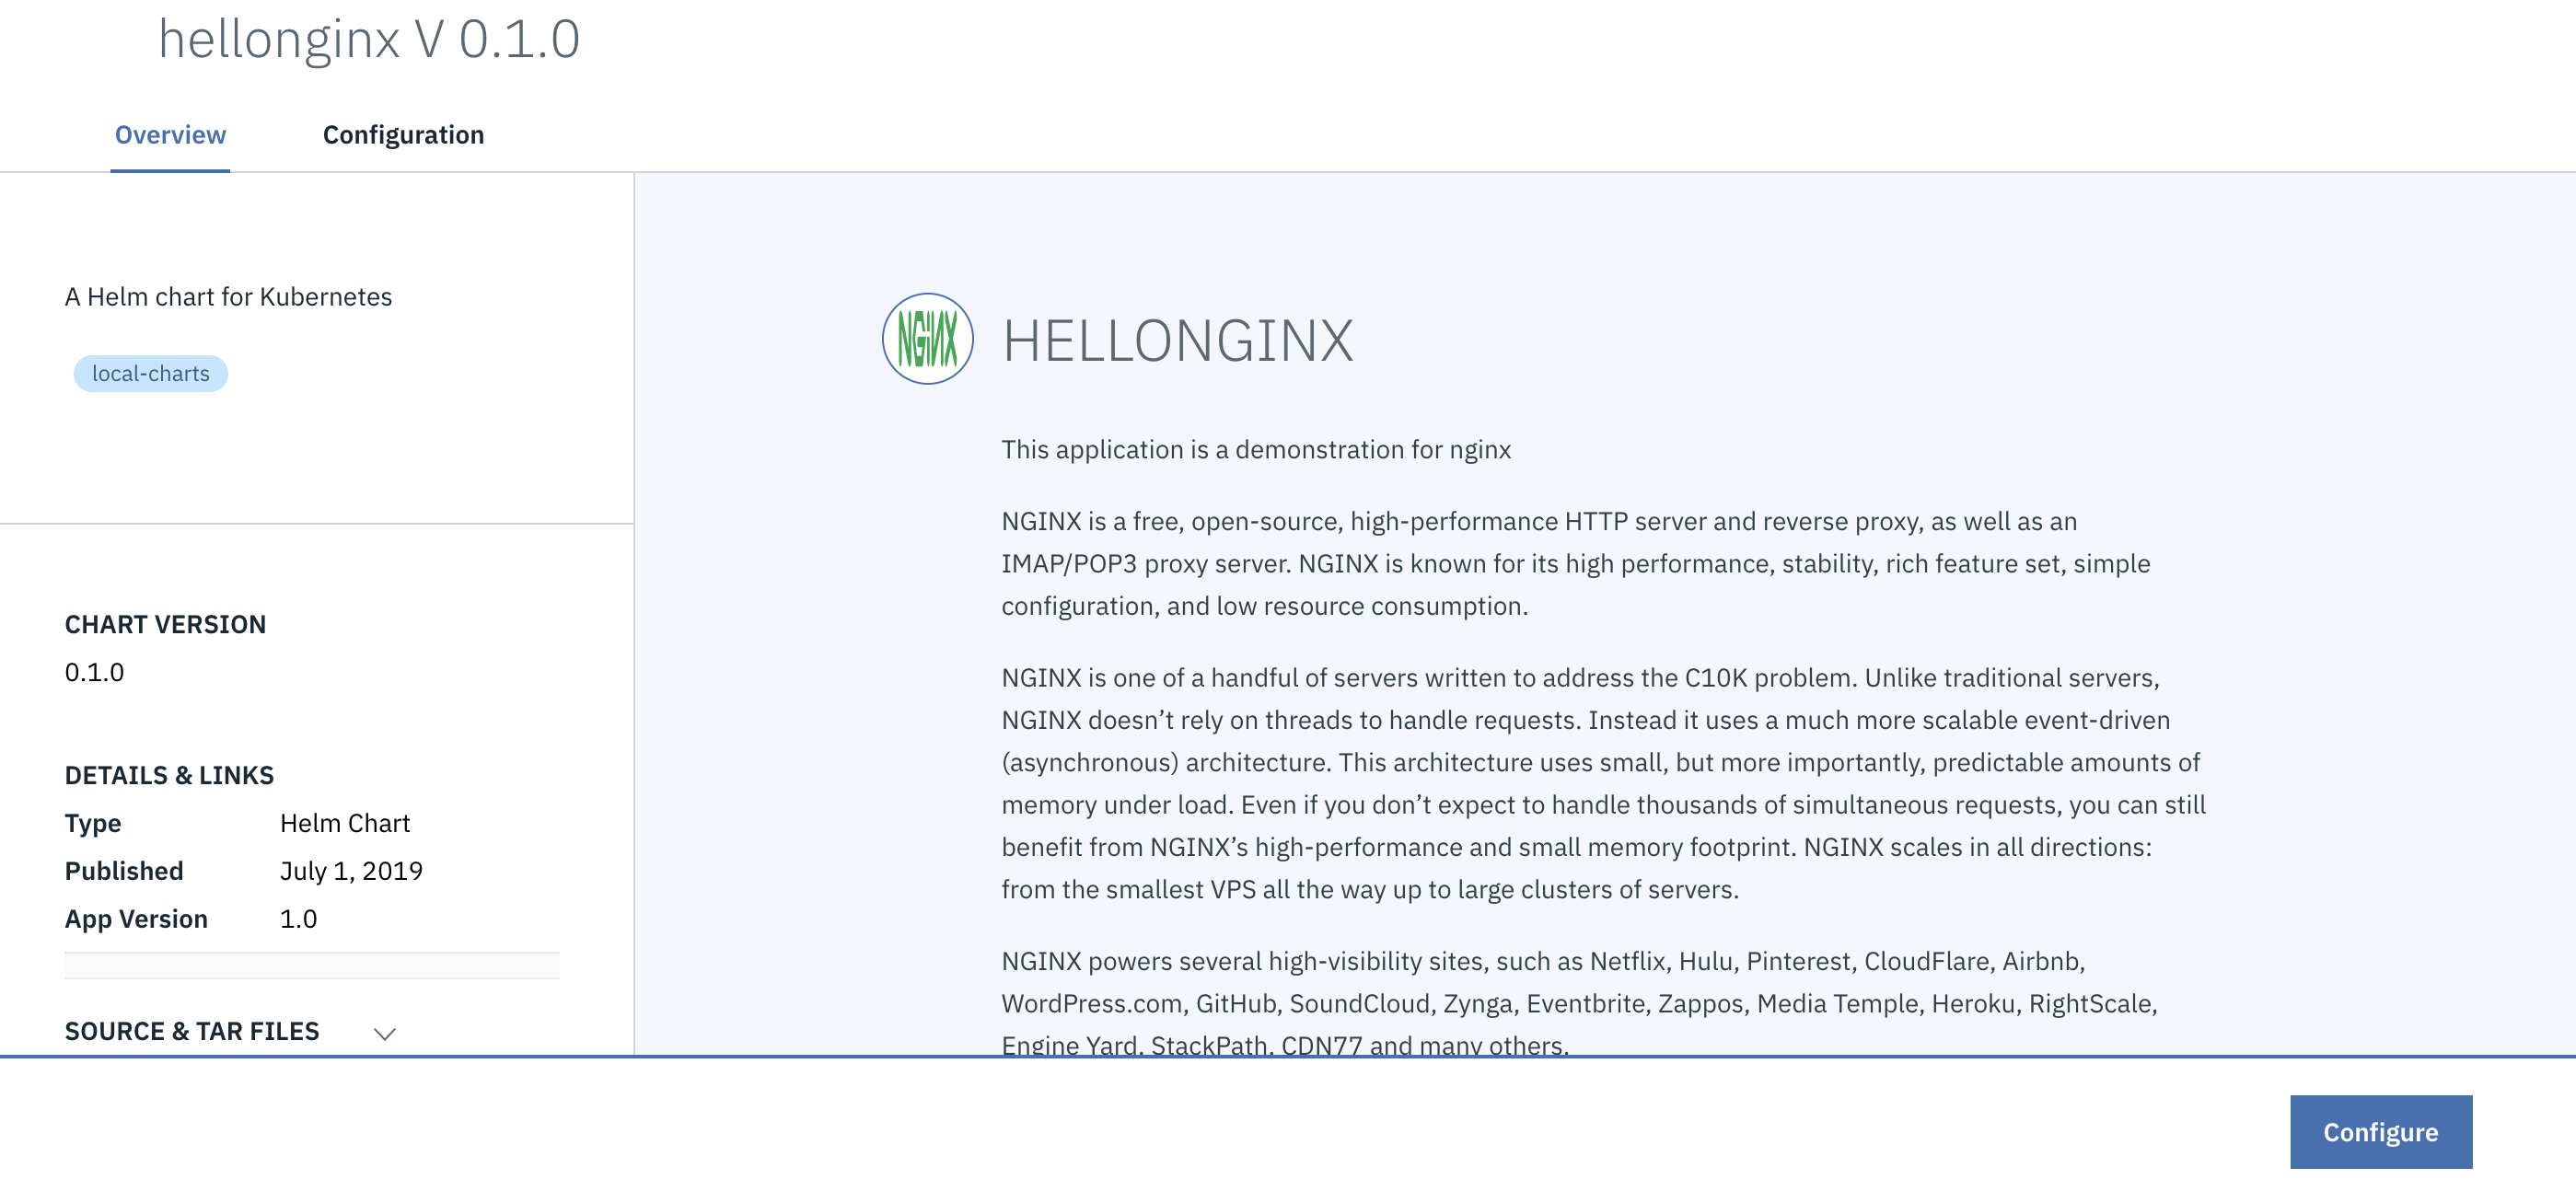 hellonginx V 0.1.0
Overview
Configuration
A Helm chart for Kubernetes
local-charts
CHART VERSION
0.1.0
DETAILS & LINKS
Type Helm Chart
Published July 1, 2019
App Version 1.0
SOURCE & TAR FILES
NGINX
HELLONGINX
This application is a demonstration for nginx
NGINX is a free, open-source, high-performance HTTP server and reverse proxy, as well as an
IMAP/POP3 proxy server. NGINX is known for its high performance, stability, rich feature set, simple
configuration, and low resource consumption.
NGINX is one of a handful of servers written to address the C10K problem. Unlike traditional servers,
NGINX doesn’t rely on threads to handle requests. Instead it uses a much more scalable event-driven
(asynchronous) architecture. This architecture uses small, but more importantly, predictable amounts of
memory under load. Even if you don’t expect to handle thousands of simultaneous requests, you can still
benefit from NGINX’s high-performance and small memory footprint. NGINX scales in all directions:
from the smallest VPS all the way up to large clusters of servers.
NGINX powers several high-visibility sites, such as Netflix, Hulu, Pinterest, CloudFlare, Airbnb,
WordPress.com, GitHub, SoundCloud, Zynga, Eventbrite, Zappos, Media Temple, Heroku, RightScale,
Engine Yard, StackPath, CDN77 and many others.
Configure